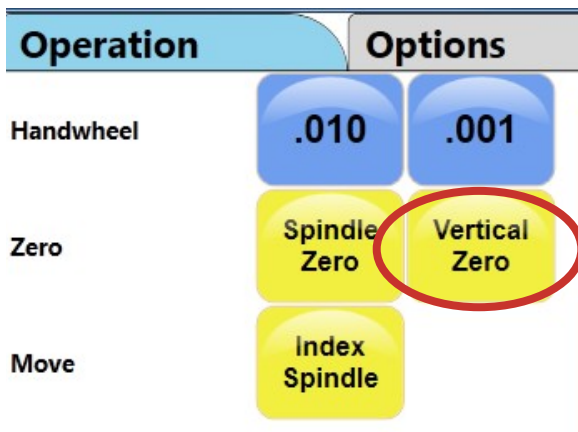 Operation Options
Handwheel .010 .001
Zero Spindle Zero Vertical Zero
Move Index Spindle